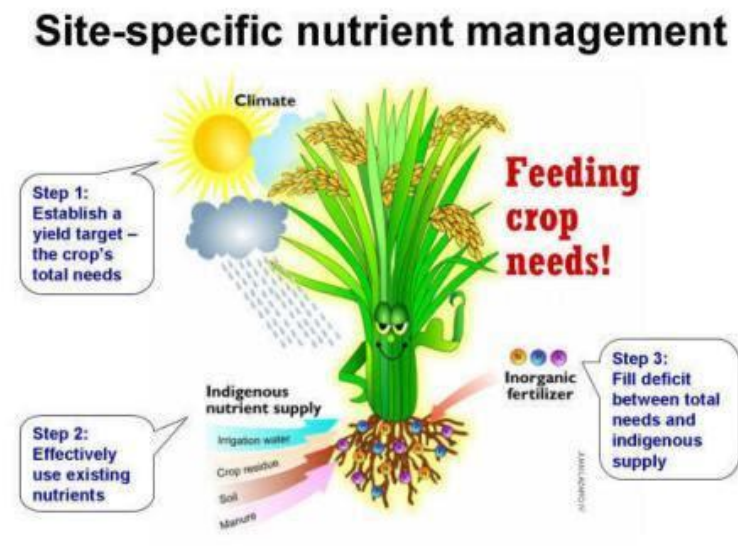 Site-specific nutrient management
Climate
Step 1:
Establish a
yield target –
the crop's
total needs
Feeding
crop
needs!
Inorganic
fertilizer
Step 3:
Fill deficit
between total
needs and
indigenous
supply
Indigenous
nutrient supply
Irrigation water
Crop residue
Soil
Manure
Step 2:
Effectively
use existing
nutrients